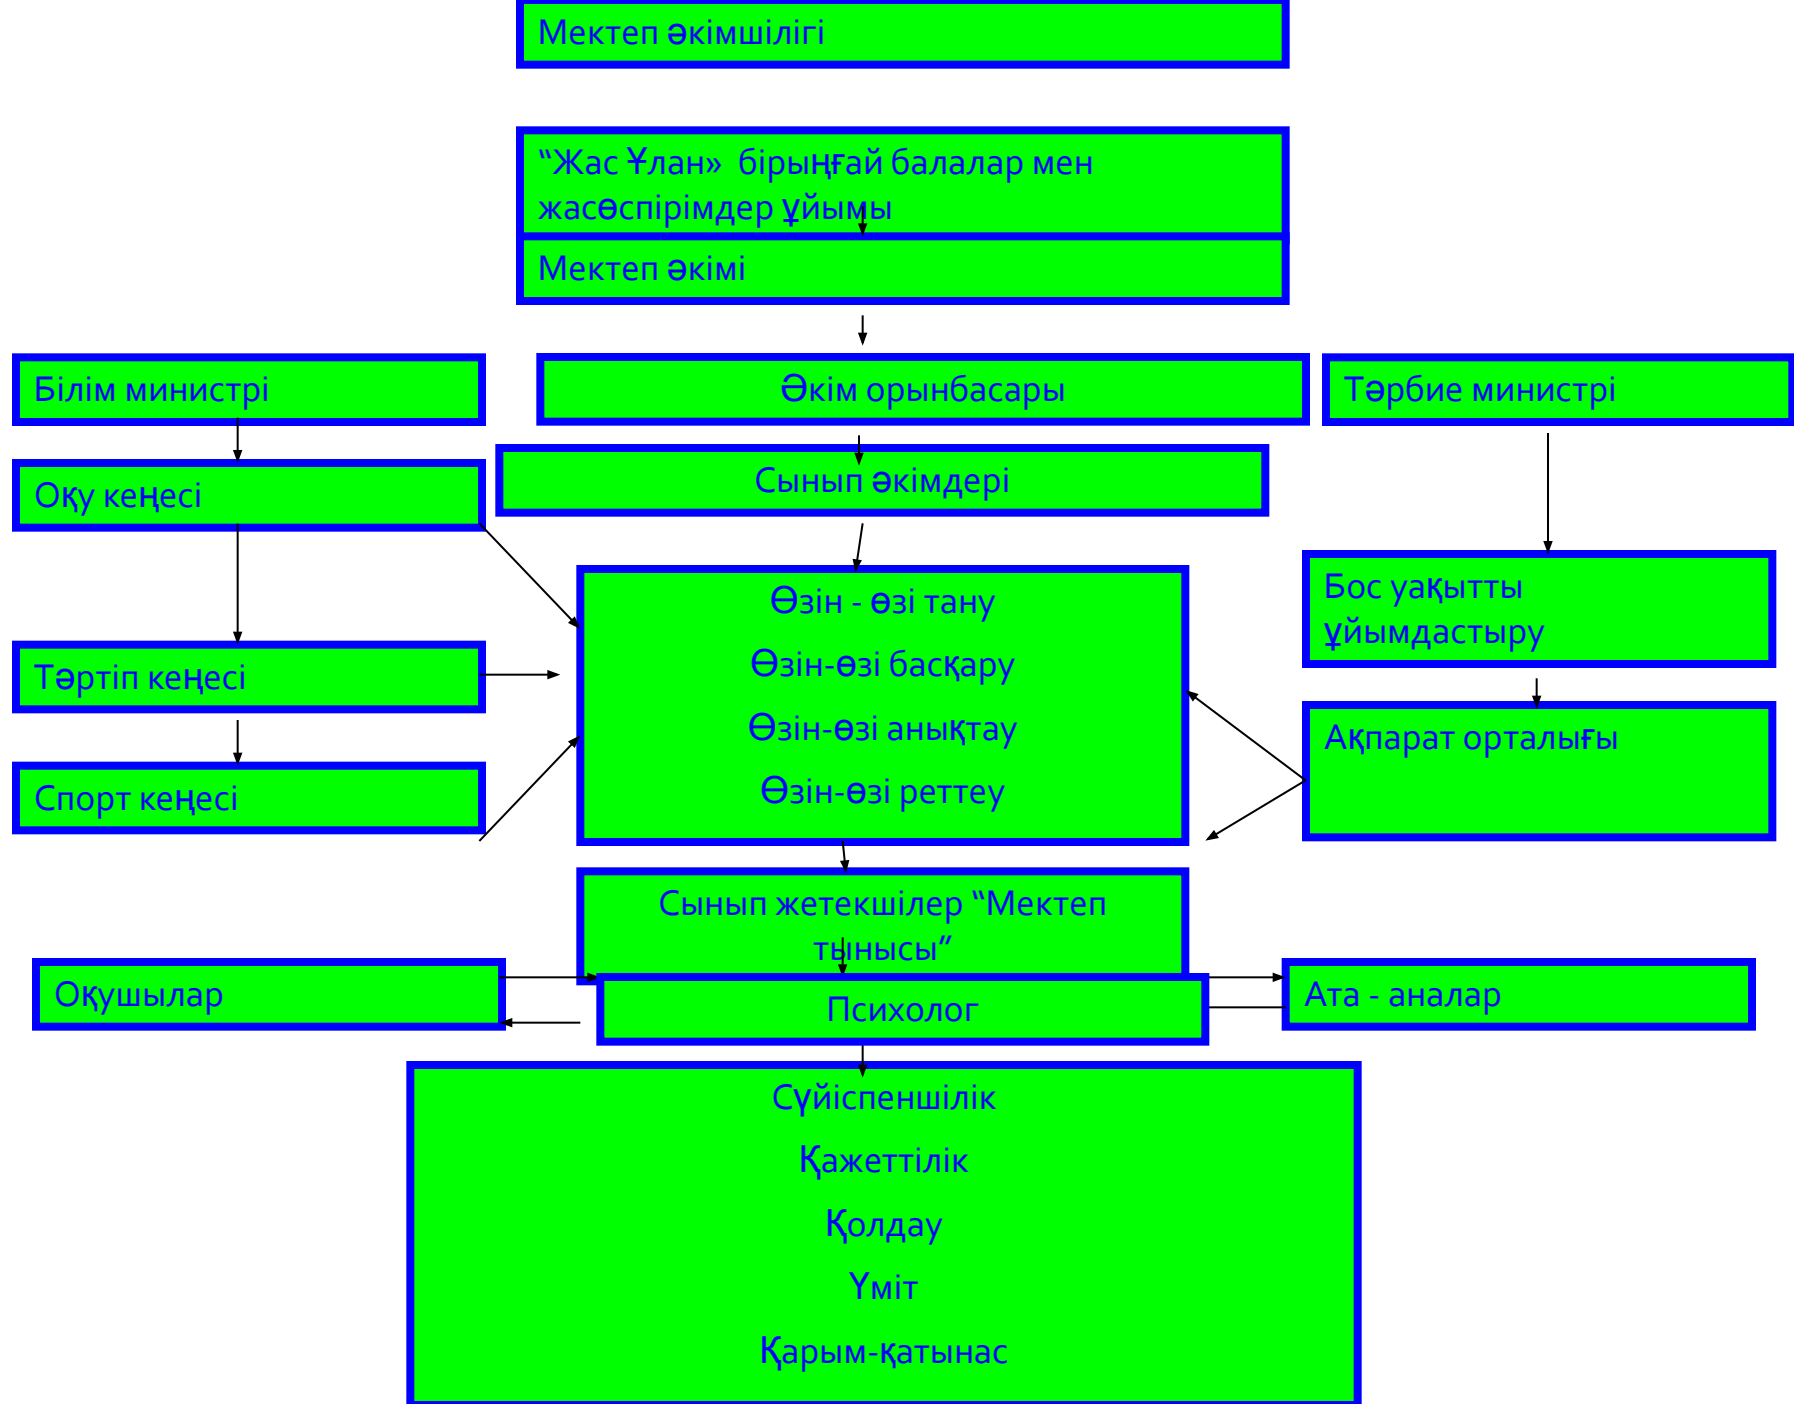 Мектеп әкімшілігі
“Жас Ұлан» бірыңғай балалар мен
жасөспірімдер ұйымы
Мектеп әкімі
Білім министрі
Әкім орынбасары
Тәрбие министрі
Оқу кеңесі
Сынып әкімдері
Өзін - өзі тану
Өзін-өзі басқару
Өзін-өзі анықтау
Өзін-өзі реттеу
Бос уақытты
ұйымдастыру
Тәртіп кеңесі
Ақпарат орталығы
Спорт кеңесі
Сынып жетекшілер “Мектеп
тынысы”
Оқушылар
Психолог
Ата - аналар
Сүйіспеншілік
Қажеттілік
Қолдау
Үміт
Қарым-қатынас